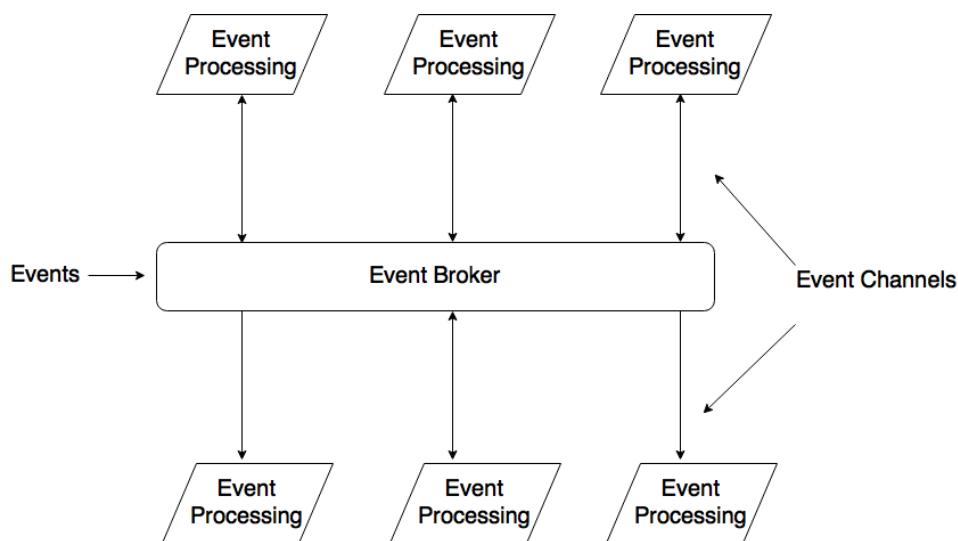 Event
Processing
Event
Processing
Event
Processing
Events
Event Broker
Event Channels
Event
Processing
Event
Processing
Event
Processing